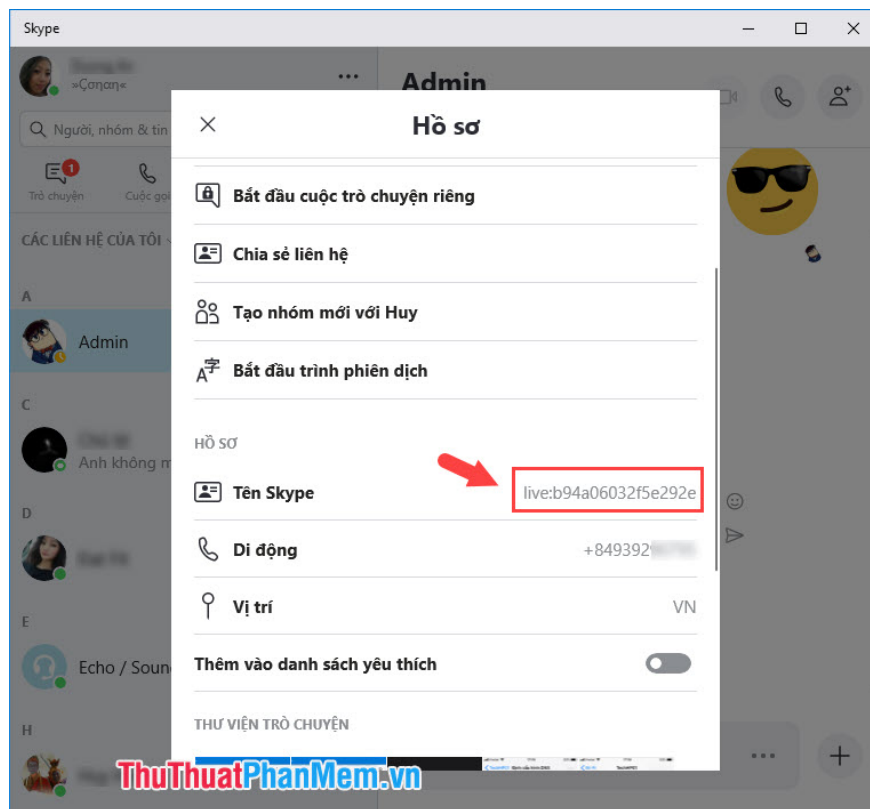 Skype
»Çơηαη«
Admin
Người, nhóm & tin
1
Trò chuyện
Cuộc gọi
CÁC LIÊN HỆ CỦA TÔI
A
Admin
C
Anh không m
D
E
Echo / Soun
H
Hồ sơ
Bắt đầu cuộc trò chuyện riêng
Chia sẻ liên hệ
Tạo nhóm mới với Huy
Bắt đầu trình phiên dịch
HỒ SƠ
Tên Skype
live:b94a06032f5e292e
Di động
+849392
Vị trí
VN
Thêm vào danh sách yêu thích
THƯ VIỆN TRÒ CHUYỆN
ThuThuatPhanMem.vn